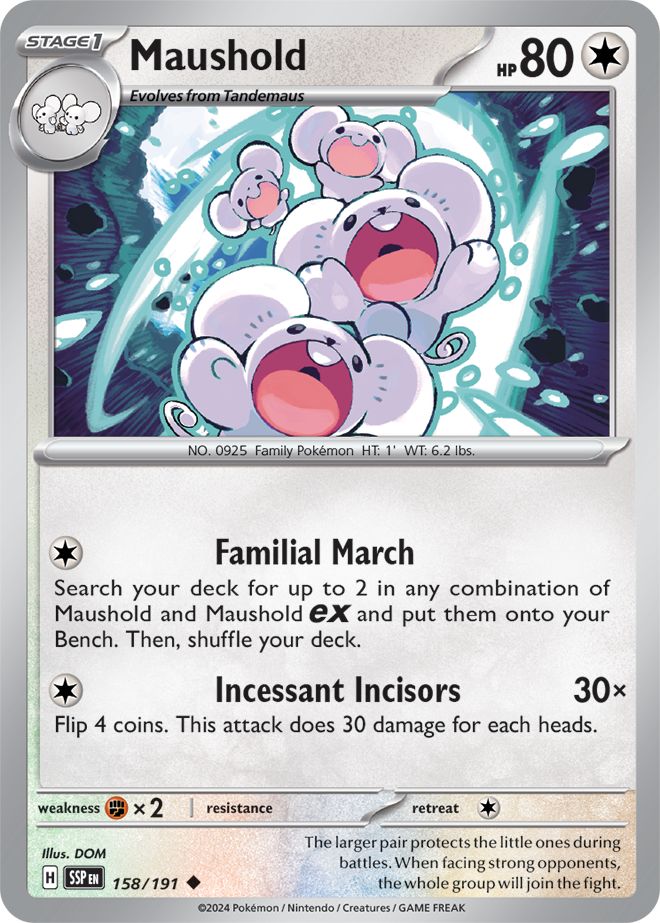 STAGE 1
Maushold
HP 80
Evolves from Tandemaus
NO. 0925 Family Pokémon HT: 1' WT: 6.2 lbs.
Familial March
Search your deck for up to 2 in any combination of
Maushold and Maushold ex and put them onto your
Bench. Then, shuffle your deck.
Incessant Incisors 30×
Flip 4 coins. This attack does 30 damage for each heads.
weakness × 2 resistance retreat
Illus. DOM
H SSP EN 158/191
The larger pair protects the little ones during
battles. When facing strong opponents,
the whole group will join the fight.
©2024 Pokémon / Nintendo / Creatures / GAME FREAK